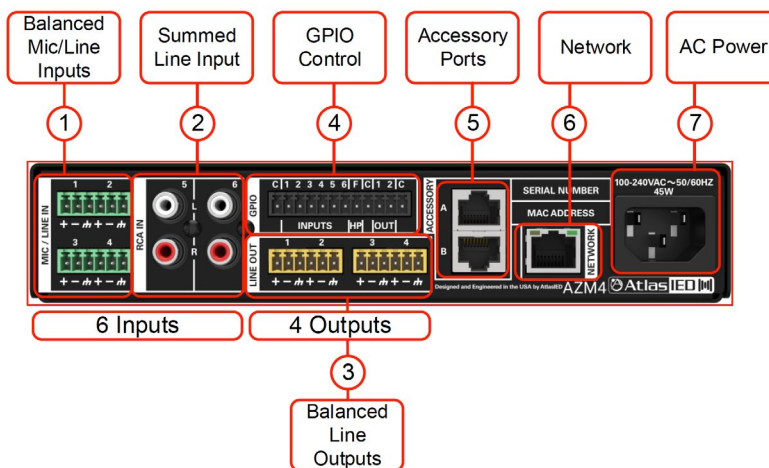 Balanced
Mic/Line
Inputs
Summed
Line Input
GPIO
Control
Accessory
Ports
Network
AC Power
1
2
4
5
6
7
MIC / LINE IN
1 2
+ - + -
3 4
+ - + -
RCA IN
5 6
L
R
GPIO
C 1 2 3 4 5 6 F C 1 2 C
INPUTS HP OUT
LINE OUT
1 2 3 4
+ - + - + - + -
ACCESSORY
A
B
SERIAL NUMBER
MAC ADDRESS
NETWORK
100-240VAC～50/60HZ
45W
Designed and Engineered in the USA by AtlasIED
AZM4
Atlas IED
6 Inputs
4 Outputs
3
Balanced
Line
Outputs